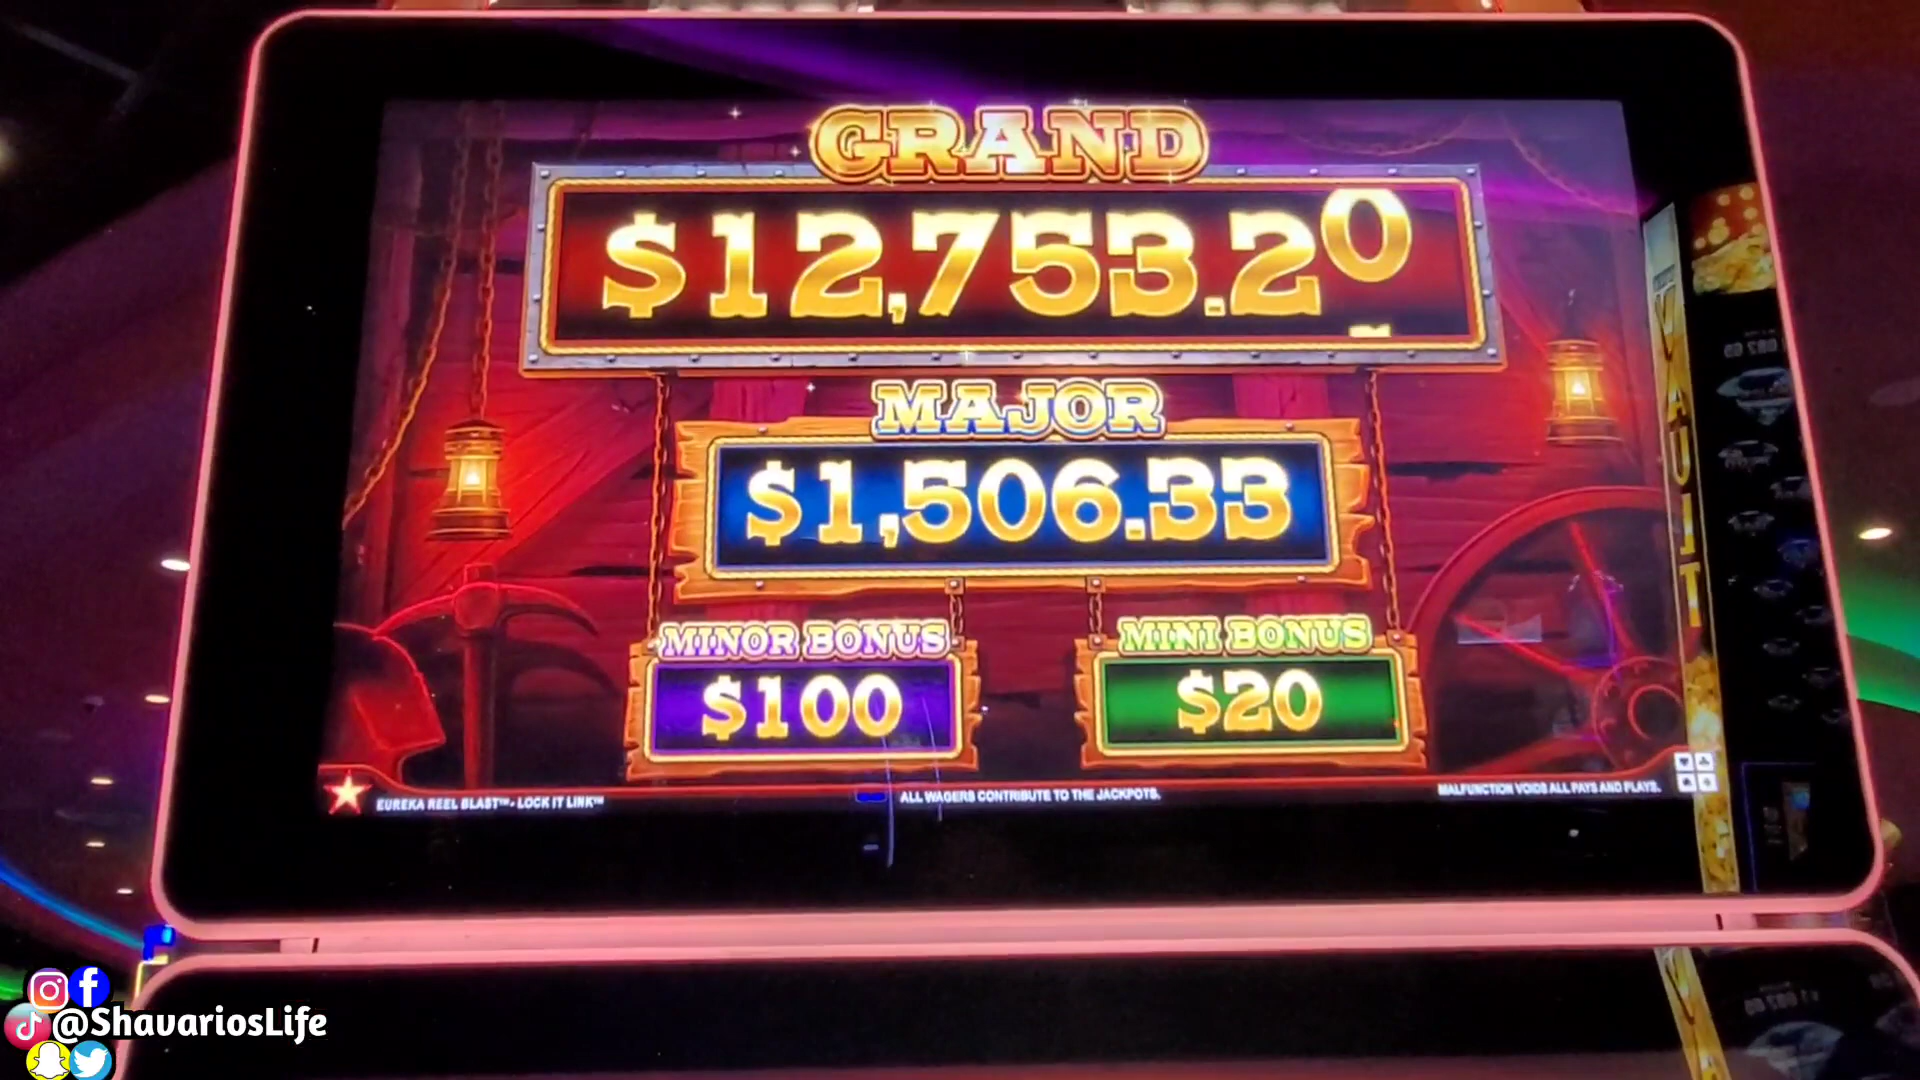 GRAND
$12,753.20
MAJOR
$1,506.33
MINOR BONUS
$100
MINI BONUS
$20
EUREKA REEL BLAST™ - LOCK IT LINK™
ALL WAGERS CONTRIBUTE TO THE JACKPOTS.
MALFUNCTION VOIDS ALL PAYS AND PLAYS.
VAULT
@ShavariosLife